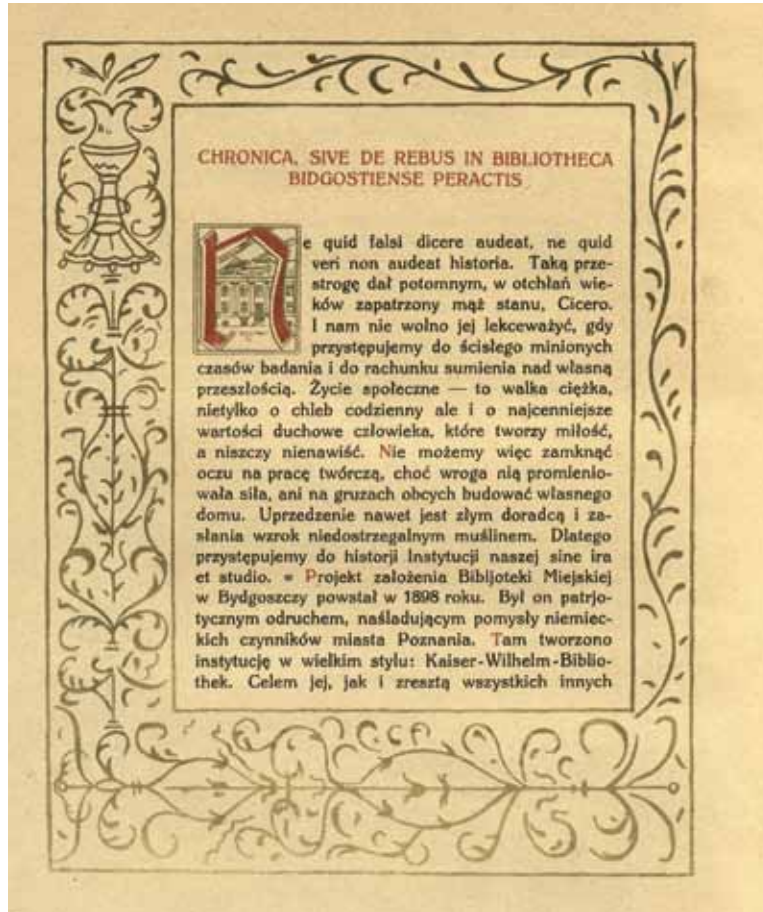 CHRONICA, SIVE DE REBUS IN BIBLIOTHECA
BIDGOSTIENSE PERACTIS
Ne quid falsi dicere audeat, ne quid
veri non audeat historia. Taką prze-
strogę dał potomnym, w otchłań wie-
ków zapatrzony mąż stanu, Cicero.
I nam nie wolno jej lekceważyć, gdy
przystępujemy do ścisłego minionych
czasów badania i do rachunku sumienia nad własną
przeszłością. Życie społeczne — to walka ciężka,
nietylko o chleb codzienny ale i o najcenniejsze
wartości duchowe człowieka, które tworzy miłość,
a niszczy nienawiść. Nie możemy więc zamknąć
oczu na pracę twórczą, choć wroga nią promienio-
wała siła, ani na gruzach obcych budować własnego
domu. Uprzedzenie nawet jest złym doradcą i za-
słania wzrok niedostrzegalnym muślinem. Dlatego
przystępujemy do historji Instytucji naszej sine ira
et studio. = Projekt założenia Bibljoteki Miejskiej
w Bydgoszczy powstał w 1898 roku. Był on patrjo-
tycznym odruchem, naśladującym pomysły niemiec-
kich czynników miasta Poznania. Tam tworzono
instytucję w wielkim stylu: Kaiser-Wilhelm-Biblio-
thek. Celem jej, jak i zresztą wszystkich innych